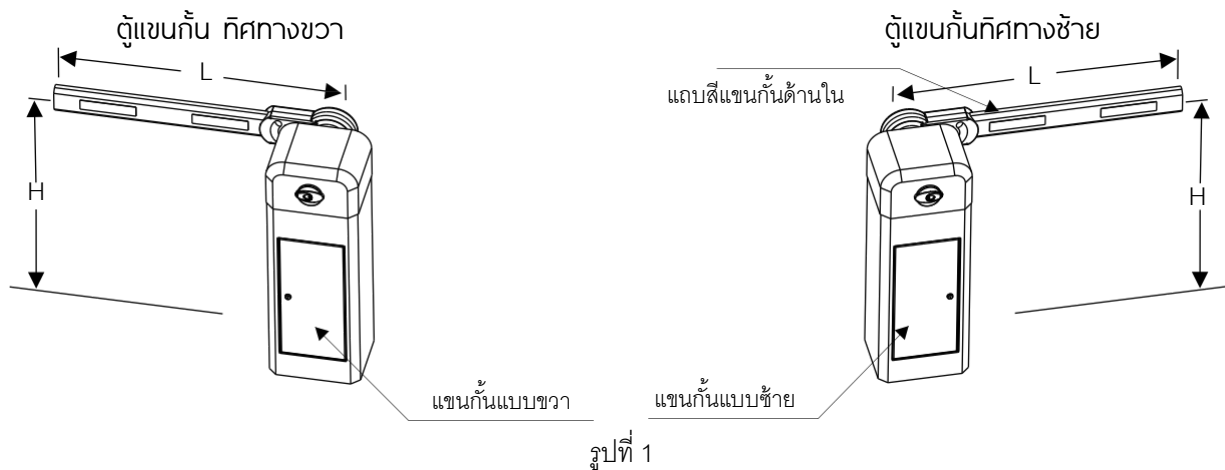 ตู้แขนกั้น ทิศทางขวา
L
H
แขนกั้นแบบขวา
ตู้แขนกั้นทิศทางซ้าย
แถบสีแขนกั้นด้านใน
L
H
แขนกั้นแบบซ้าย
รูปที่ 1